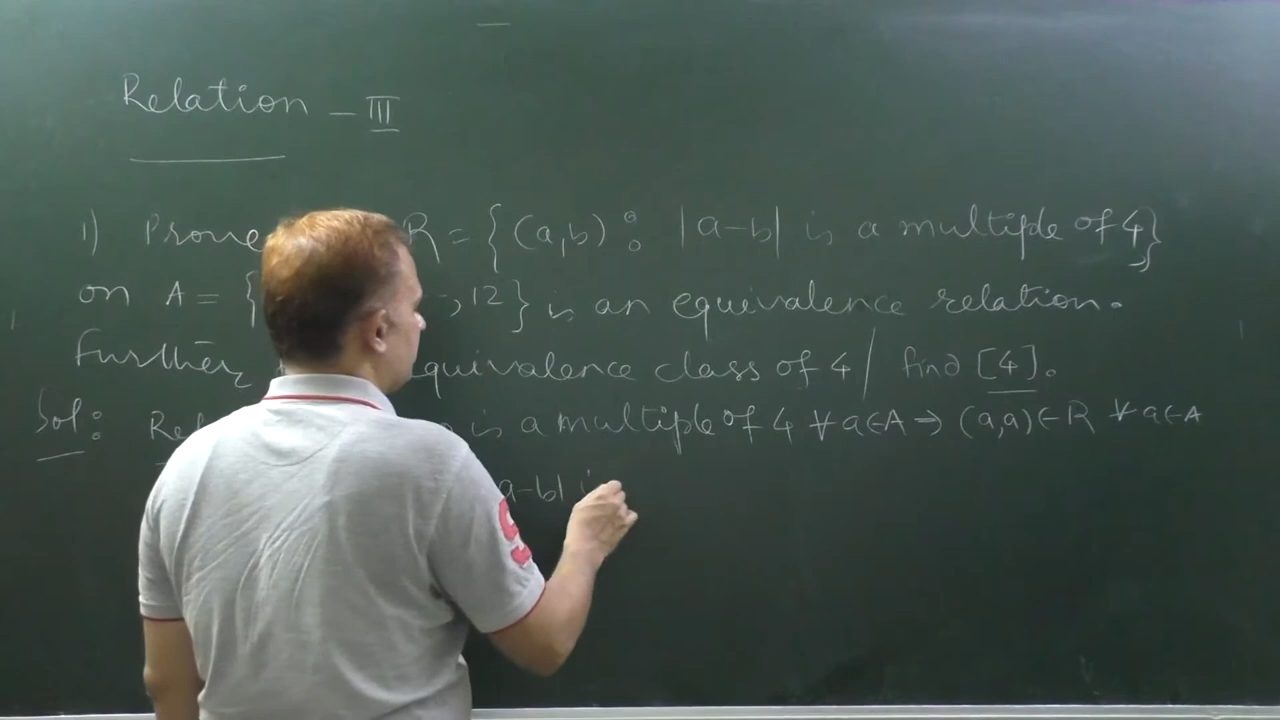 Relation - III
1) Prove R = {(a,b) : |a-b| is a multiple of 4}
on A = { , 12} is an equivalence relation.
Further, equivalence class of 4 / find [4].
Sol: is a multiple of 4 ∀ a∈A ⇒ (a,a)∈R ∀ a∈A
a-b| i